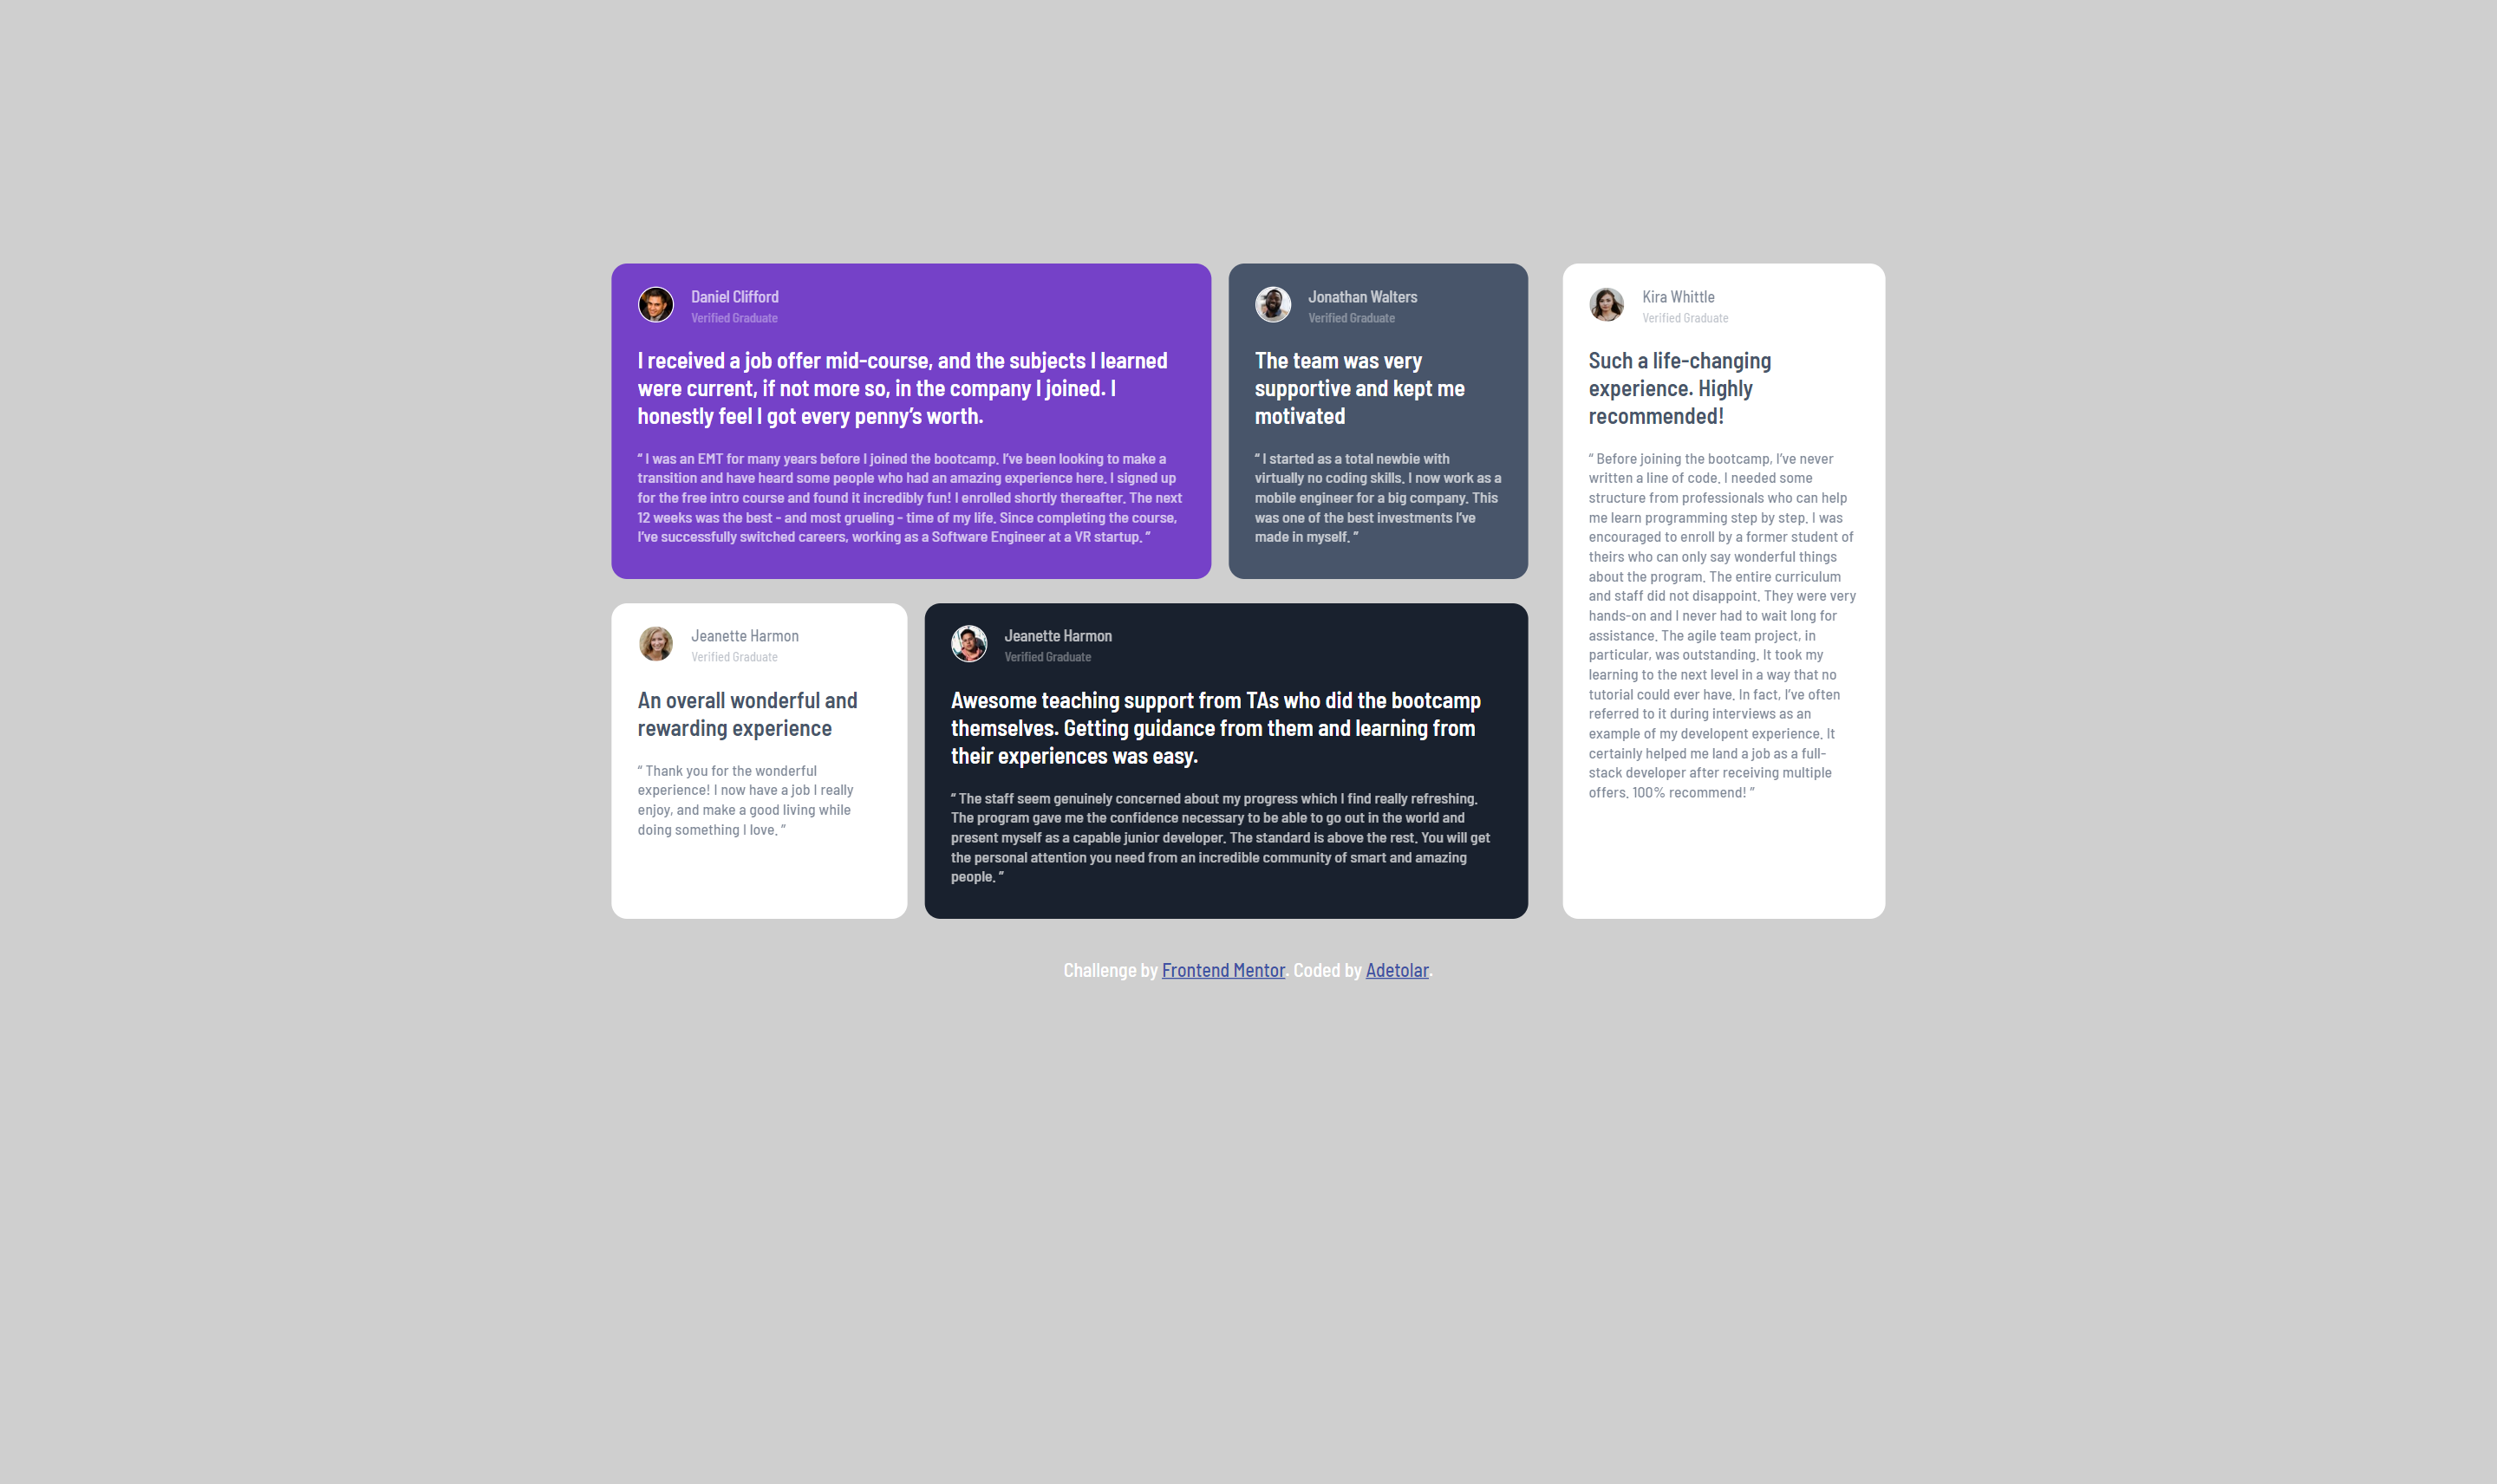 Daniel Clifford
Verified Graduate
I received a job offer mid-course, and the subjects I learned
were current, if not more so, in the company I joined. I
honestly feel I got every penny’s worth.
“ I was an EMT for many years before I joined the bootcamp. I’ve been looking to make a
transition and have heard some people who had an amazing experience here. I signed up
for the free intro course and found it incredibly fun! I enrolled shortly thereafter. The next
12 weeks was the best - and most grueling - time of my life. Since completing the course,
I’ve successfully switched careers, working as a Software Engineer at a VR startup. ”
Jonathan Walters
Verified Graduate
The team was very
supportive and kept me
motivated
“ I started as a total newbie with
virtually no coding skills. I now work as a
mobile engineer for a big company. This
was one of the best investments I’ve
made in myself. ”
Kira Whittle
Verified Graduate
Such a life-changing
experience. Highly
recommended!
“ Before joining the bootcamp, I’ve never
written a line of code. I needed some
structure from professionals who can help
me learn programming step by step. I was
encouraged to enroll by a former student of
theirs who can only say wonderful things
about the program. The entire curriculum
and staff did not disappoint. They were very
hands-on and I never had to wait long for
assistance. The agile team project, in
particular, was outstanding. It took my
learning to the next level in a way that no
tutorial could ever have. In fact, I’ve often
referred to it during interviews as an
example of my developent experience. It
certainly helped me land a job as a full-
stack developer after receiving multiple
offers. 100% recommend! ”
Jeanette Harmon
Verified Graduate
An overall wonderful and
rewarding experience
“ Thank you for the wonderful
experience! I now have a job I really
enjoy, and make a good living while
doing something I love. ”
Jeanette Harmon
Verified Graduate
Awesome teaching support from TAs who did the bootcamp
themselves. Getting guidance from them and learning from
their experiences was easy.
“ The staff seem genuinely concerned about my progress which I find really refreshing.
The program gave me the confidence necessary to be able to go out in the world and
present myself as a capable junior developer. The standard is above the rest. You will get
the personal attention you need from an incredible community of smart and amazing
people. ”
Challenge by Frontend Mentor. Coded by Adetolar.